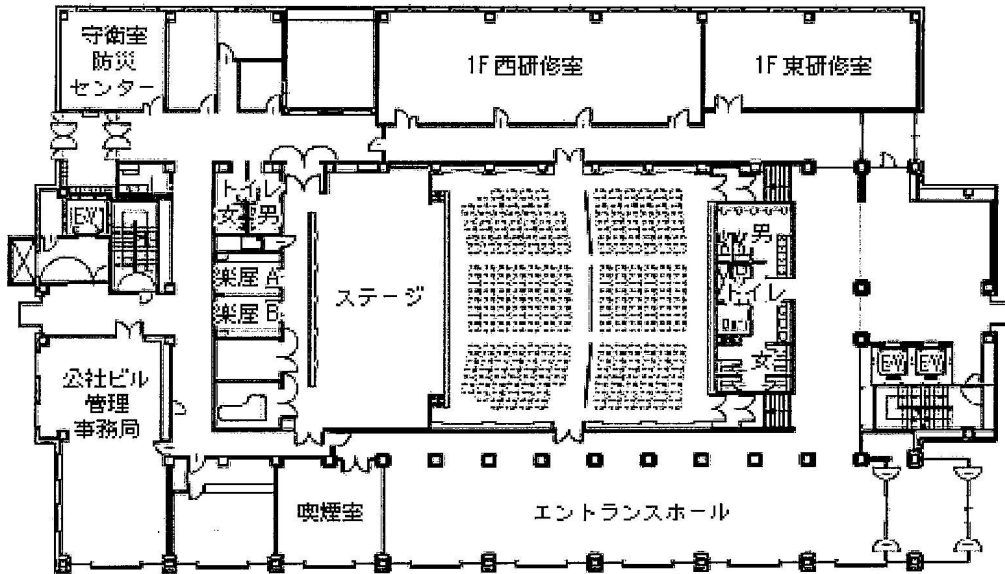 守衛室
防災
センター
1F 西研修室
1F 東研修室
トイレ
女 男
EV
男
楽屋 A
ステージ
トイレ
楽屋 B
女
EV EV
公社ビル
管理
事務局
喫煙室
エントランスホール